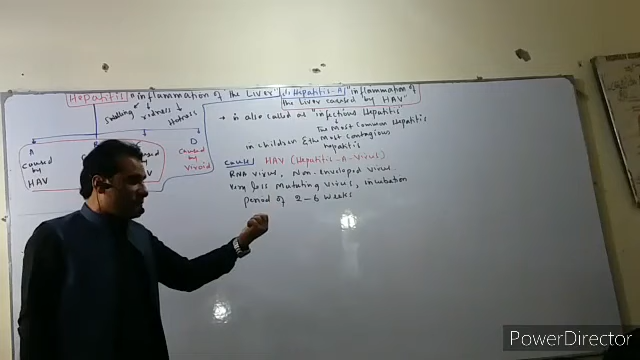 Hepatitis "inflammation of the Liver"
Swelling redness Hotness
A
caused
by
HAV
D
caused
by
Viroid
V
1. Hepatitis-A "inflammation of
the Liver caused by HAV"
is also called as "infectious Hepatitis"
The Most Common Hepatitis
in children & the Most Contagious
hepatitis
Cause HAV (Hepatitis-A-Virus)
RNA virus, Non-Enveloped virus
very less mutating virus, incubation
period of 2-6 weeks
PowerDirector